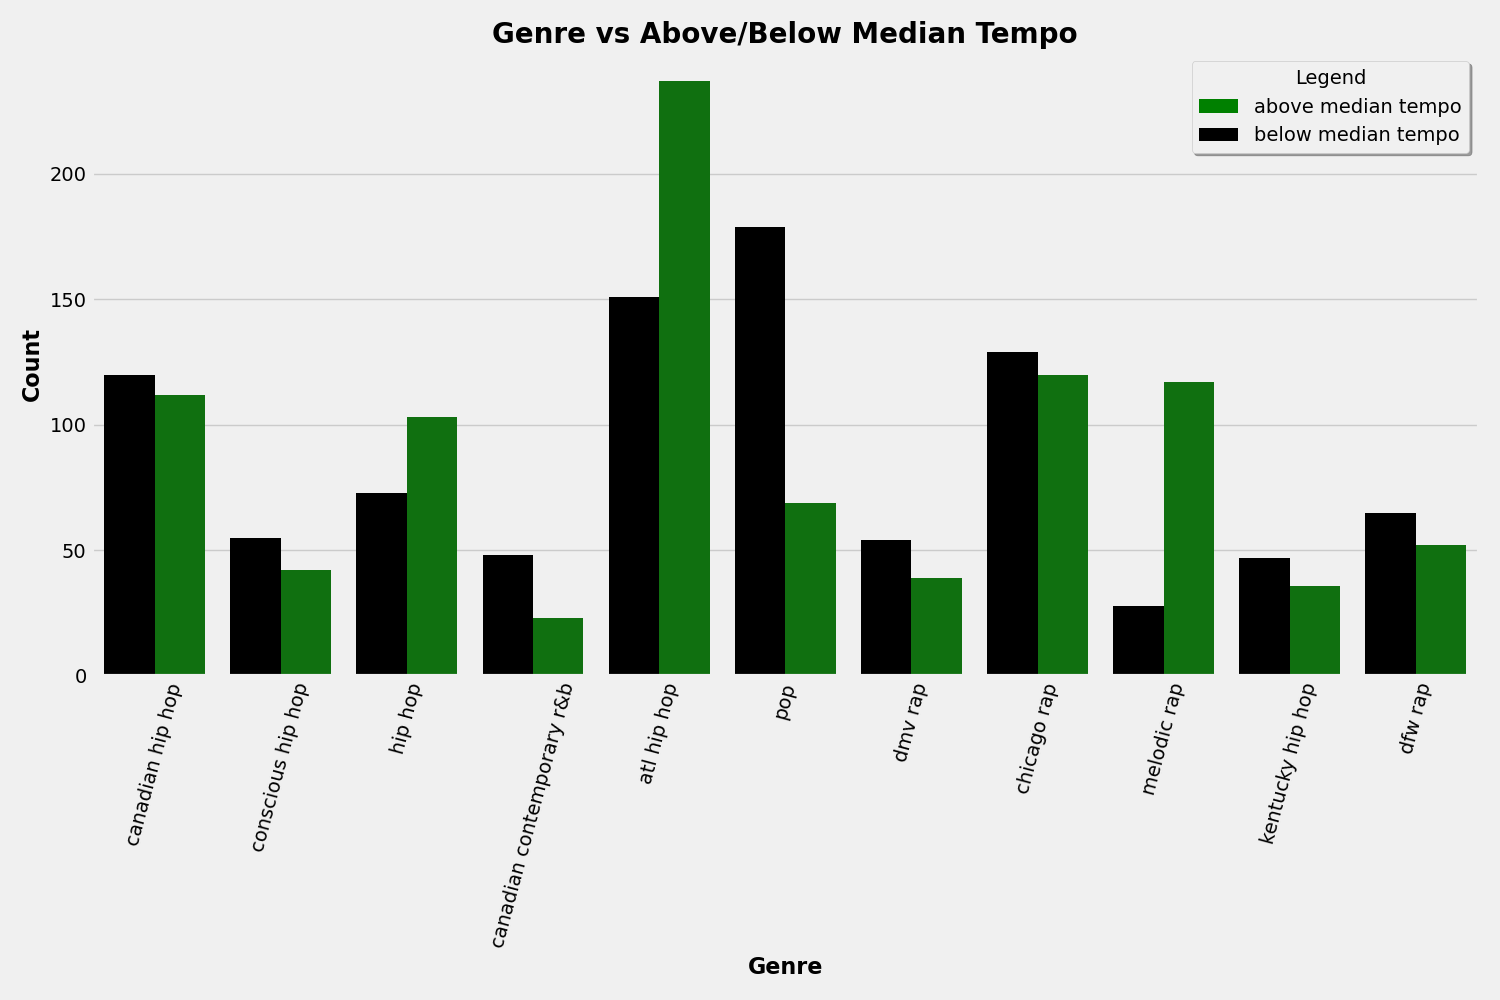 Genre vs Above/Below Median Tempo
Legend
above median tempo
below median tempo
Count
200
150
100
50
0
canadian hip hop
conscious hip hop
hip hop
canadian contemporary r&b
atl hip hop
pop
dmv rap
chicago rap
melodic rap
kentucky hip hop
dfw rap
Genre